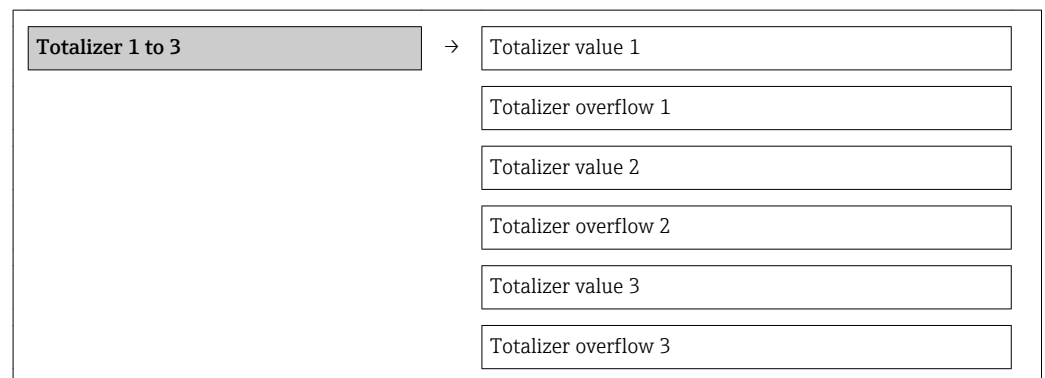 Totalizer 1 to 3 → Totalizer value 1
Totalizer overflow 1
Totalizer value 2
Totalizer overflow 2
Totalizer value 3
Totalizer overflow 3